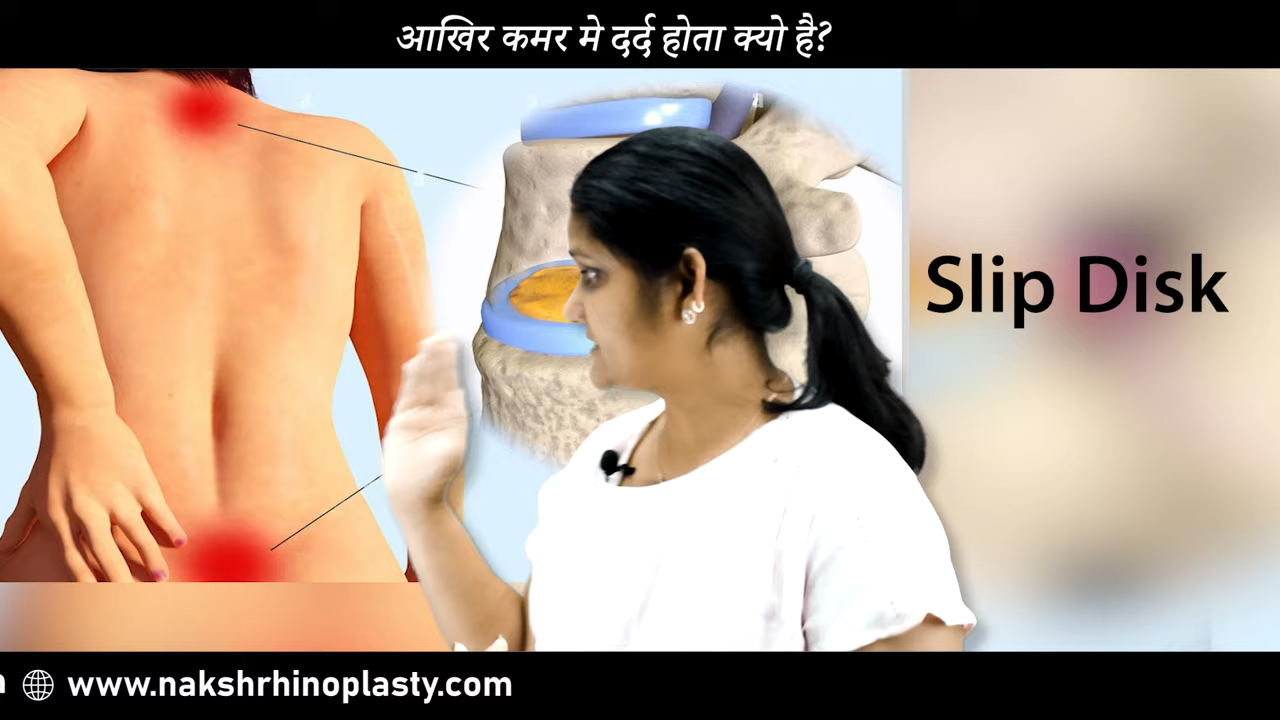 आखिर कमर मे दर्द होता क्यो है?
Slip Disk
www.nakshrhinoplasty.com